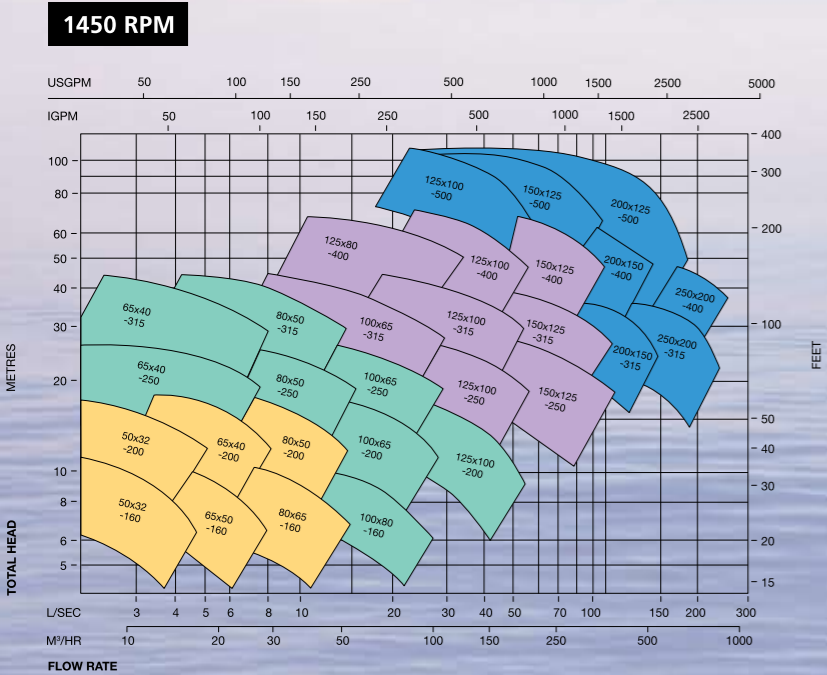 1450 RPM
USGPM 50 100 150 250 500 1000 1500 2500 5000
IGPM 50 100 150 250 500 1000 1500 2500
400
100
300
125x100
-500
150x125
-500
200x125
-500
80
200
60
125x80
-400
125x100
-400
150x125
-400
200x150
-400
50
250x200
-400
40
65x40
-315
80x50
-315
100x65
-315
125x100
-315
150x125
-315
200x150
-315
250x200
-315
100
30
METRES
FEET
65x40
-250
80x50
-250
100x65
-250
125x100
-250
150x125
-250
20
50
50x32
-200
65x40
-200
80x50
-200
100x65
-200
125x100
-200
40
10
30
8
50x32
-160
65x50
-160
80x65
-160
100x80
-160
6
20
5
15
TOTAL HEAD
L/SEC 3 4 5 6 8 10 20 30 40 50 70 100 150 200 300
M³/HR 10 20 30 50 100 150 250 500 1000
FLOW RATE